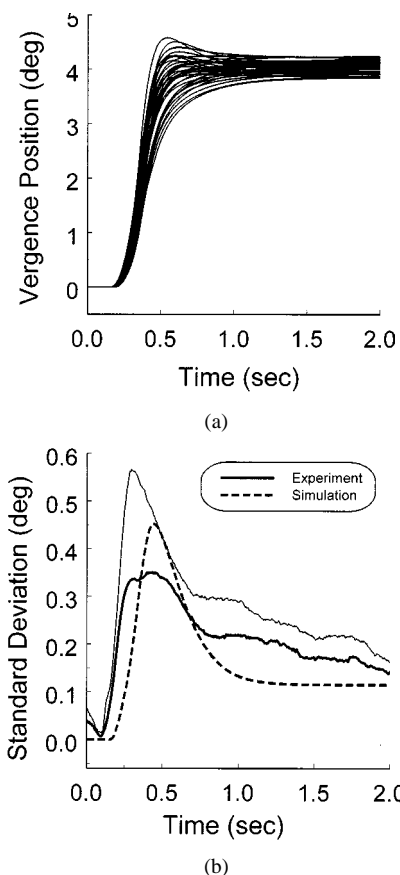 5
4
3
2
1
0
Vergence Position (deg)
0.0 0.5 1.0 1.5 2.0
Time (sec)
(a)
0.6
0.5
0.4
0.3
0.2
0.1
0.0
Standard Deviation (deg)
Experiment
Simulation
0.0 0.5 1.0 1.5 2.0
Time (sec)
(b)